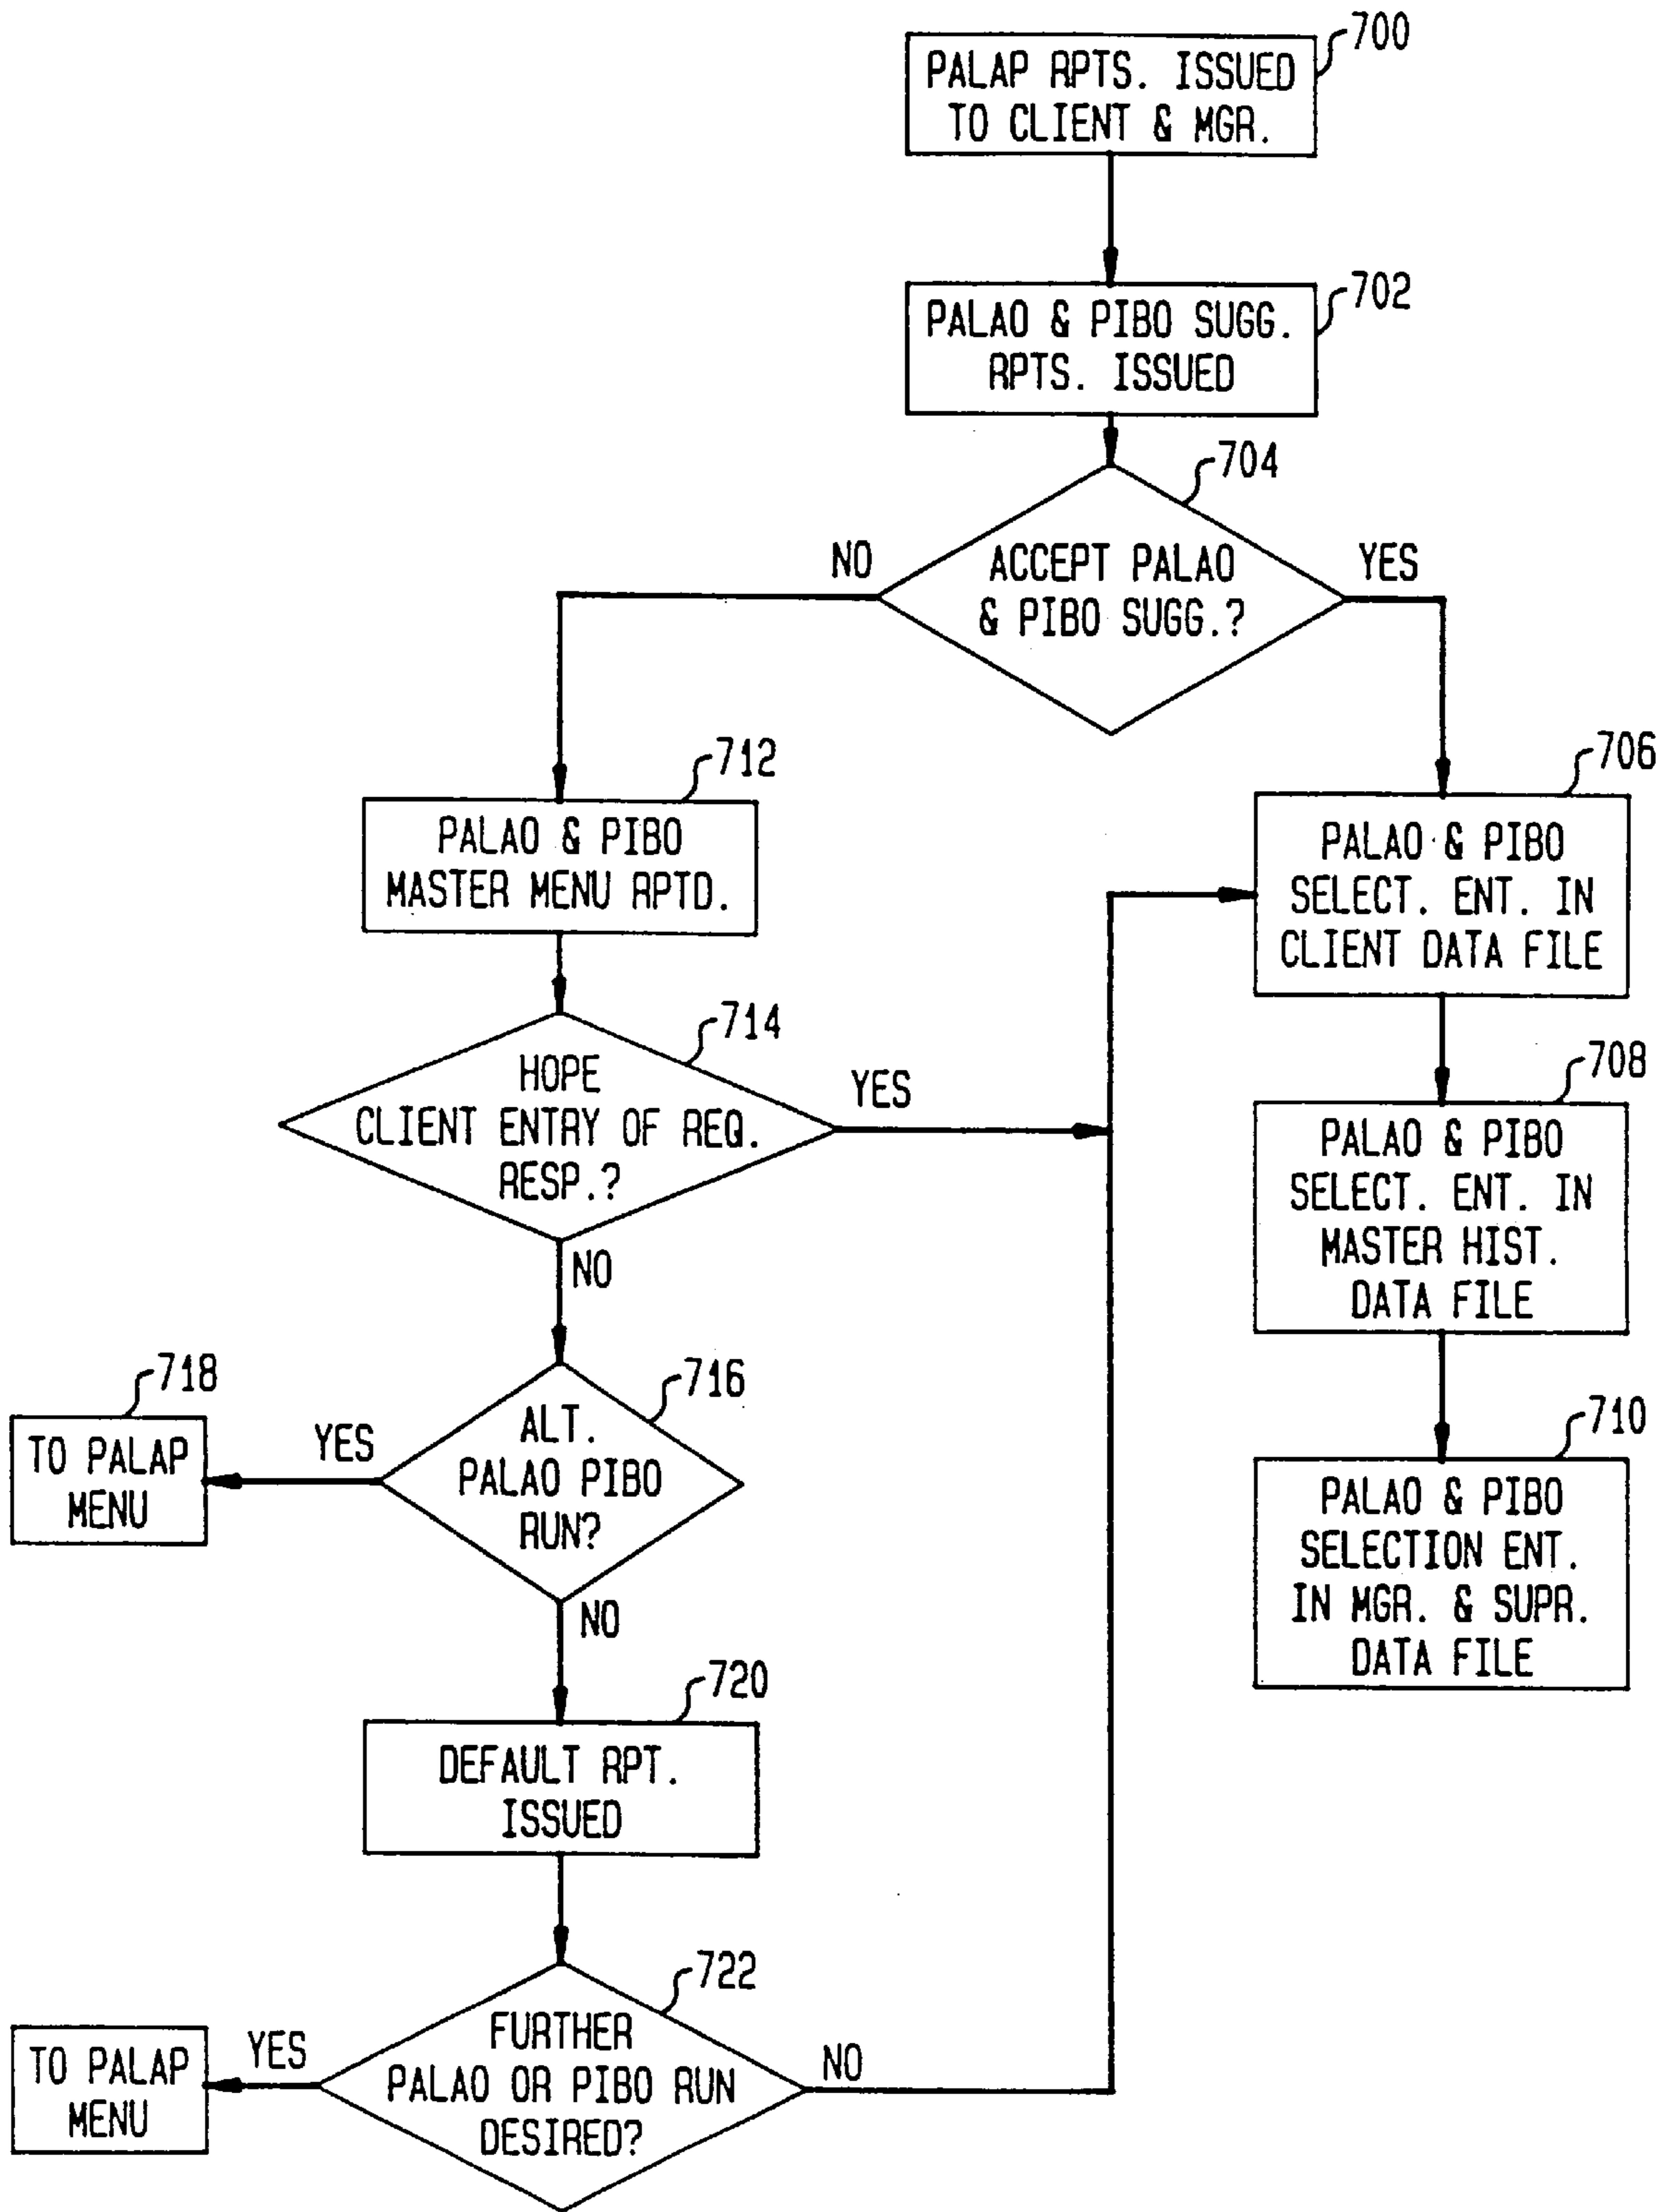 700
PALAP RPTS. ISSUED
TO CLIENT & MGR.
702
PALAO & PIBO SUGG.
RPTS. ISSUED
704
NO
ACCEPT PALAO
& PIBO SUGG.?
YES
712
PALAO & PIBO
MASTER MENU RPTD.
706
PALAO & PIBO
SELECT. ENT. IN
CLIENT DATA FILE
714
HOPE
CLIENT ENTRY OF REQ.
RESP.?
YES
NO
708
PALAO & PIBO
SELECT. ENT. IN
MASTER HIST.
DATA FILE
716
ALT.
PALAO PIBO
RUN?
YES
NO
718
TO PALAP
MENU
710
PALAO & PIBO
SELECTION ENT.
IN MGR. & SUPR.
DATA FILE
720
DEFAULT RPT.
ISSUED
722
FURTHER
PALAO OR PIBO RUN
DESIRED?
YES
NO
TO PALAP
MENU